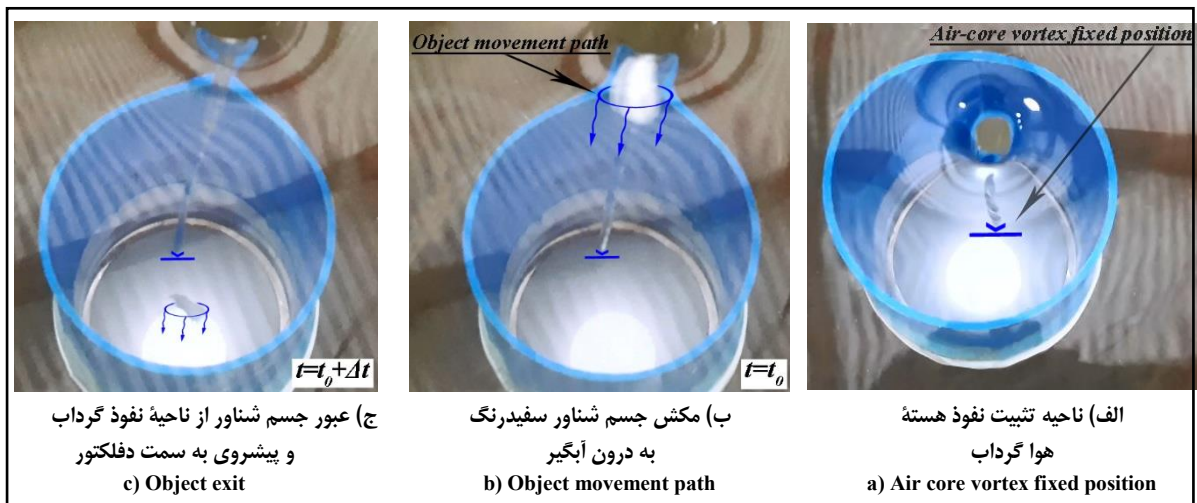 Object movement path
Air-core vortex fixed position
t=t₀+Δt
t=t₀
الف) ناحیه تثبیت نفوذ هستۀ
هوا گرداب
a) Air core vortex fixed position
ب) مکش جسم شناور سفیدرنگ
به درون آبگیر
b) Object movement path
ج) عبور جسم شناور از ناحیۀ نفوذ گرداب
و پیشروی به سمت دفلکتور
c) Object exit